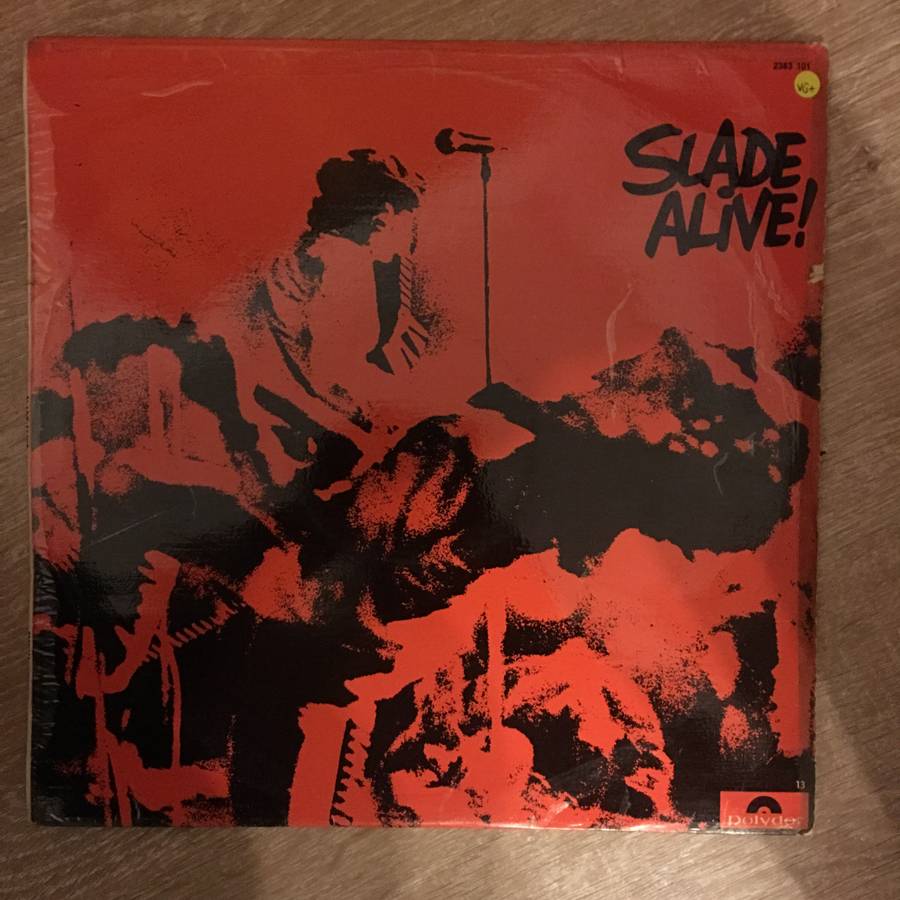 2383 101
VG+
SLADE
ALIVE!
13
polydor